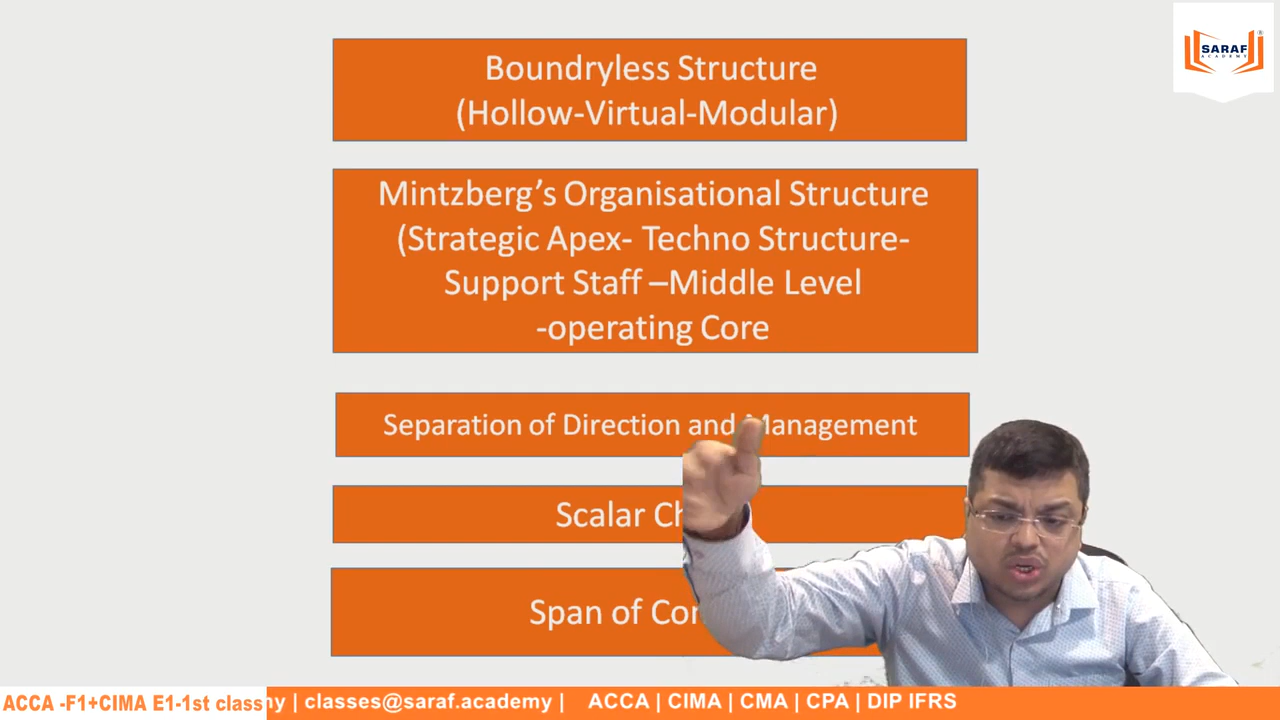 SARAF
ACADEMY
Boundryless Structure
(Hollow-Virtual-Modular)
Mintzberg’s Organisational Structure
(Strategic Apex- Techno Structure-
Support Staff –Middle Level
-operating Core
Separation of Direction and Management
Scalar
Span of
ACCA -F1+CIMA E1-1st class
| classes@saraf.academy | ACCA | CIMA | CMA | CPA | DIP IFRS